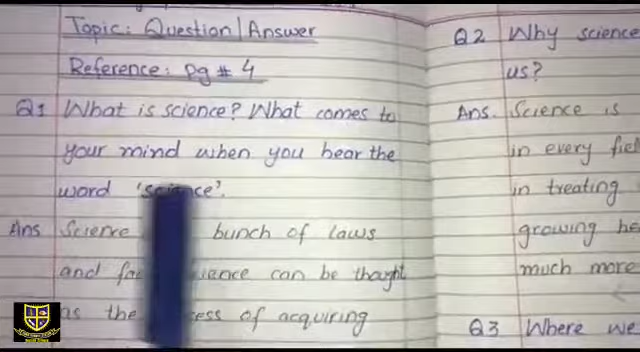 Topic: Question/Answer
Reference: pg # 4
Q1 What is science? What comes to
your mind when you hear the
word 'science'.
Ans Science bunch of laws
and can be thought
as the of acquiring
Q2 Why science
us?
Ans. Science is
in every
in treating
growing
much more
Q3 Where we